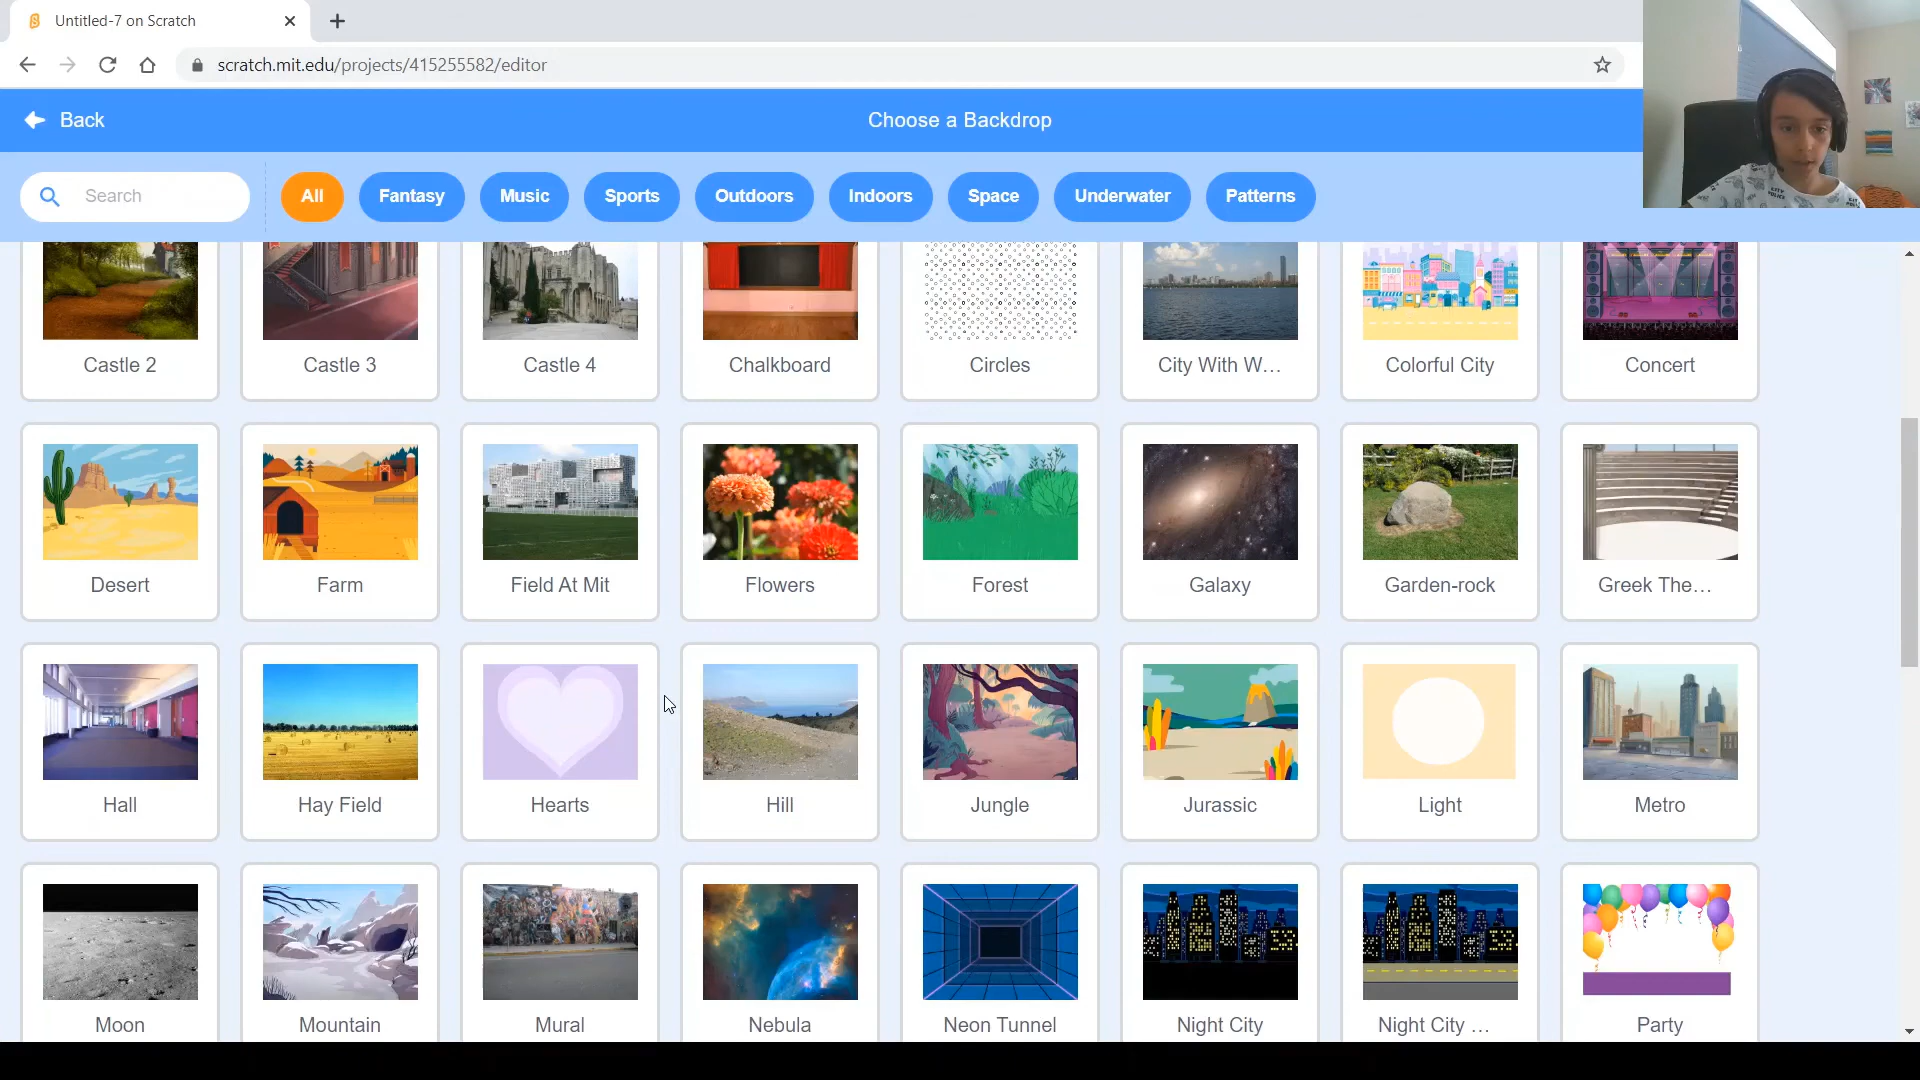 Untitled-7 on Scratch
scratch.mit.edu/projects/415255582/editor
Back
Choose a Backdrop
Search
All
Fantasy
Music
Sports
Outdoors
Indoors
Space
Underwater
Patterns
Castle 2
Castle 3
Castle 4
Chalkboard
Circles
City With W...
Colorful City
Concert
Desert
Farm
Field At Mit
Flowers
Forest
Galaxy
Garden-rock
Greek The...
Hall
Hay Field
Hearts
Hill
Jungle
Jurassic
Light
Metro
Moon
Mountain
Mural
Nebula
Neon Tunnel
Night City
Night City ...
Party